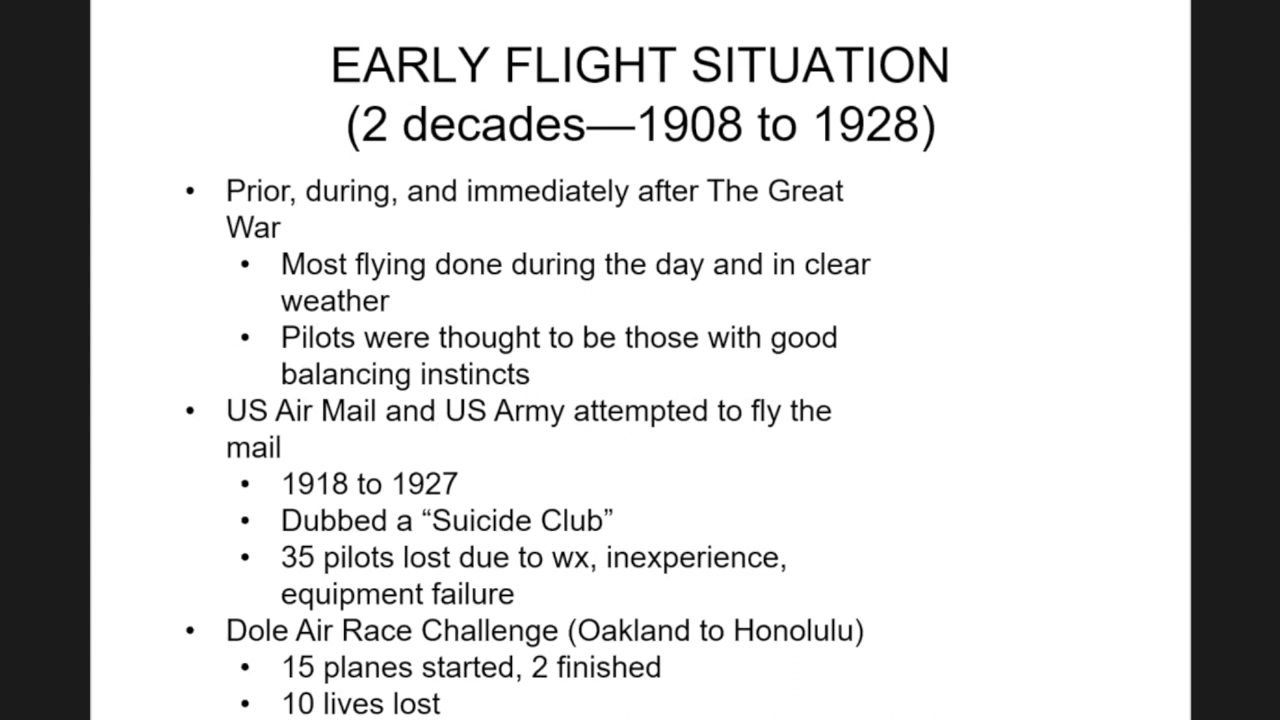 EARLY FLIGHT SITUATION
(2 decades—1908 to 1928)
• Prior, during, and immediately after The Great
War
• Most flying done during the day and in clear
weather
• Pilots were thought to be those with good
balancing instincts
• US Air Mail and US Army attempted to fly the
mail
• 1918 to 1927
• Dubbed a “Suicide Club”
• 35 pilots lost due to wx, inexperience,
equipment failure
• Dole Air Race Challenge (Oakland to Honolulu)
• 15 planes started, 2 finished
• 10 lives lost